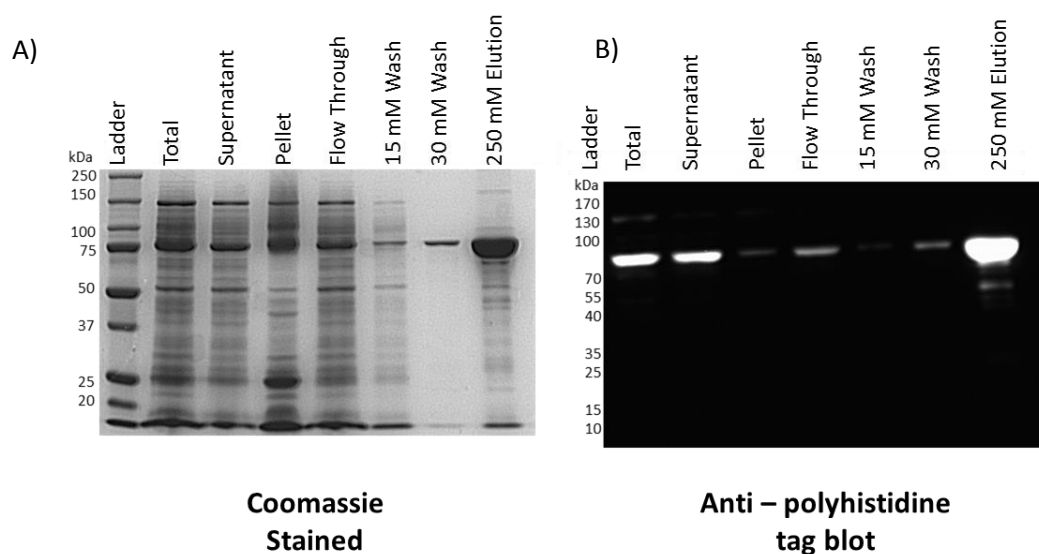 A)
Ladder
Total
Supernatant
Pellet
Flow Through
15 mM Wash
30 mM Wash
250 mM Elution
kDa
250
150
100
75
50
37
25
20
Coomassie
Stained
B)
Ladder
Total
Supernatant
Pellet
Flow Through
15 mM Wash
30 mM Wash
250 mM Elution
kDa
170
130
100
70
55
40
35
25
15
10
Anti – polyhistidine
tag blot